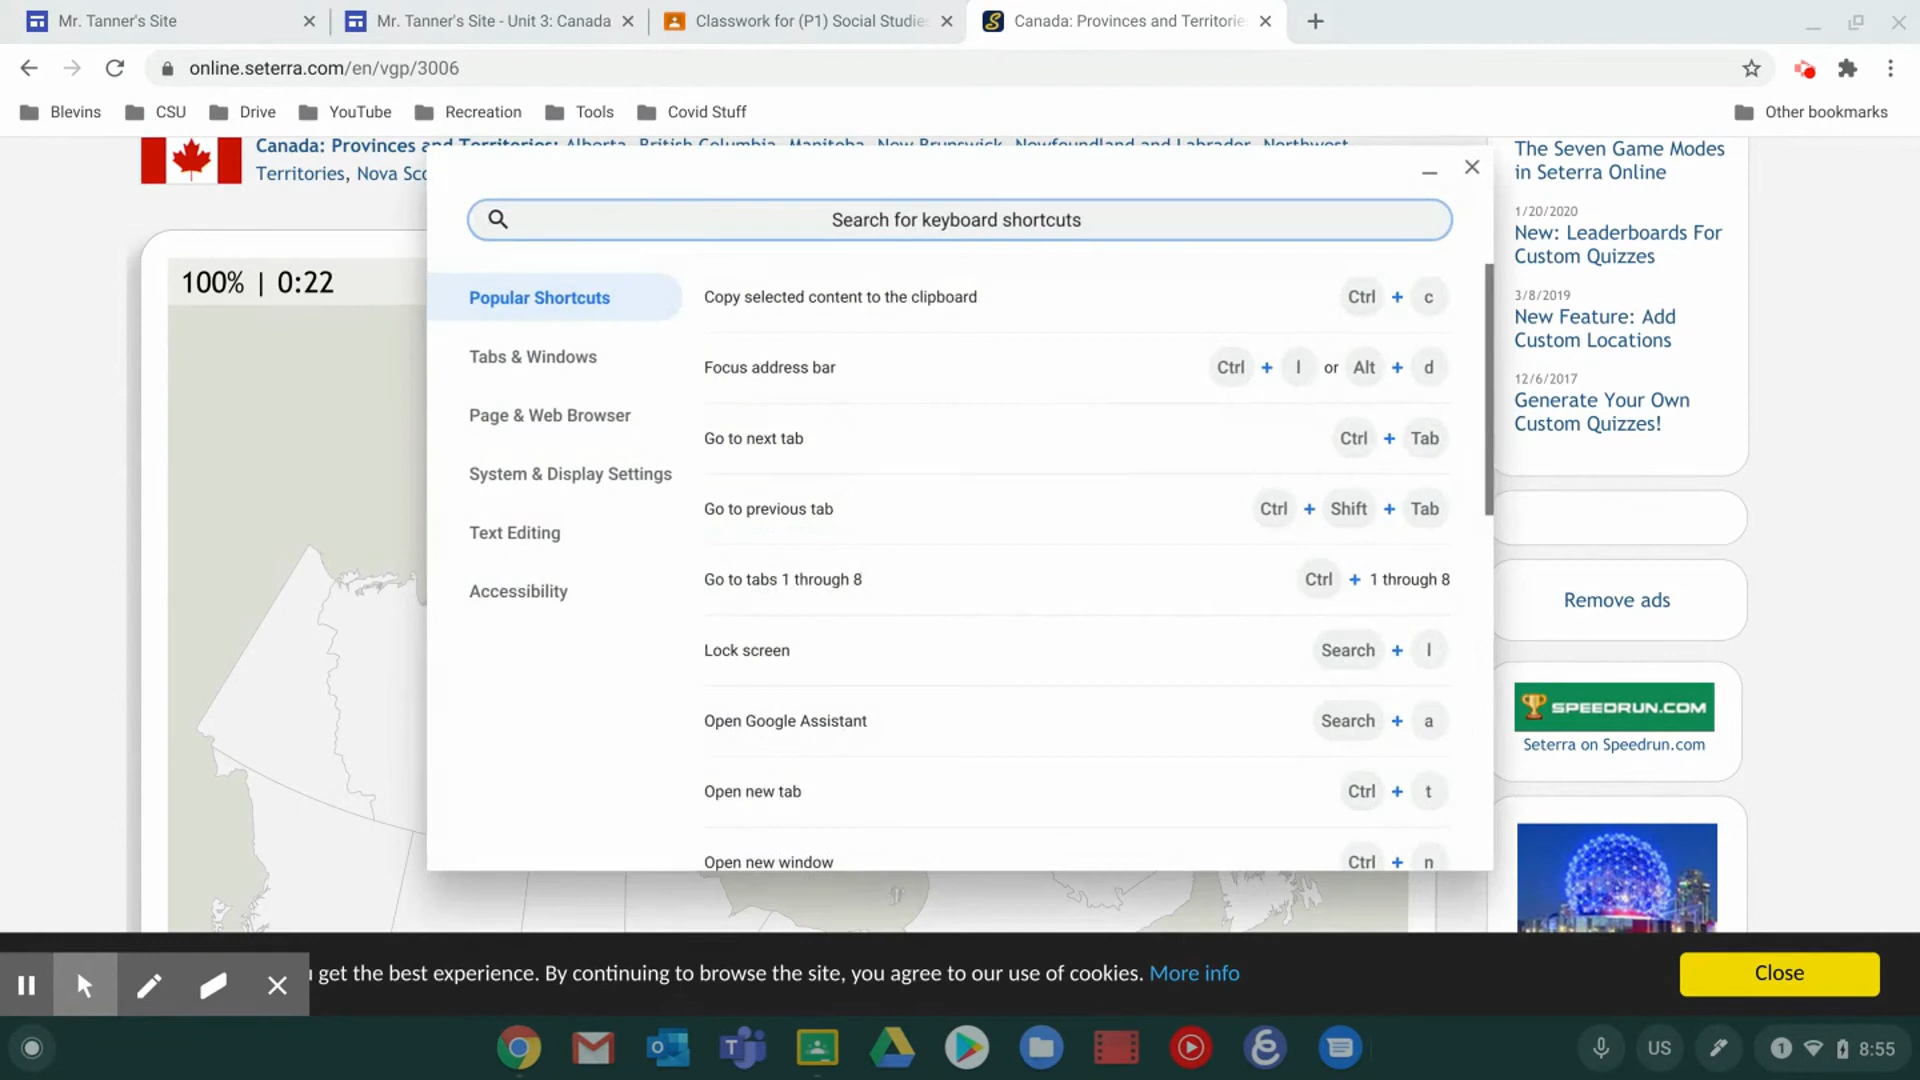 Mr. Tanner's Site
Mr. Tanner's Site - Unit 3: Canada
Classwork for (P1) Social Studies
Canada: Provinces and Territorie
online.seterra.com/en/vgp/3006
Blevins
CSU
Drive
YouTube
Recreation
Tools
Covid Stuff
Other bookmarks
Canada: Provinces and Territories: Alberta, British Columbia, Manitoba, New Brunswick, Newfoundland and Labrador, Northwest
Territories, Nova Sco
100% | 0:22
Search for keyboard shortcuts
Popular Shortcuts
Tabs & Windows
Page & Web Browser
System & Display Settings
Text Editing
Accessibility
Copy selected content to the clipboard Ctrl + c
Focus address bar Ctrl + l or Alt + d
Go to next tab Ctrl + Tab
Go to previous tab Ctrl + Shift + Tab
Go to tabs 1 through 8 Ctrl + 1 through 8
Lock screen Search + l
Open Google Assistant Search + a
Open new tab Ctrl + t
Open new window Ctrl + n
The Seven Game Modes
in Seterra Online
1/20/2020
New: Leaderboards For
Custom Quizzes
3/8/2019
New Feature: Add
Custom Locations
12/6/2017
Generate Your Own
Custom Quizzes!
Remove ads
SPEEDRUN.COM
Seterra on Speedrun.com
get the best experience. By continuing to browse the site, you agree to our use of cookies. More info
Close
US
1
8:55